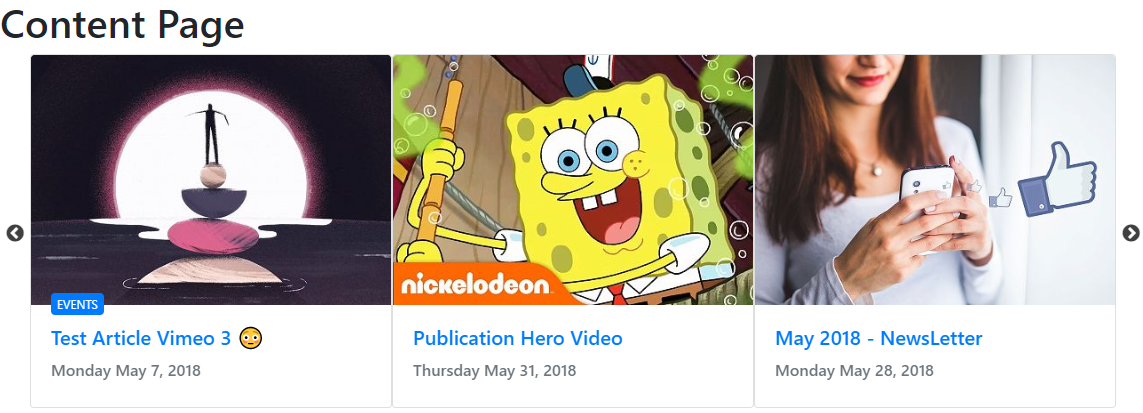 Content Page
nickelodeon
EVENTS
Test Article Vimeo 3 😳
Monday May 7, 2018
Publication Hero Video
Thursday May 31, 2018
May 2018 - NewsLetter
Monday May 28, 2018